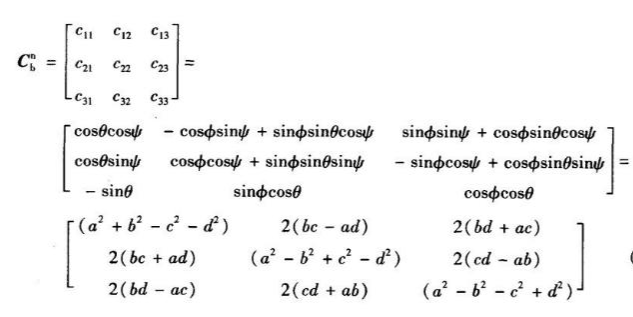 C_b^n = [ c₁₁ c₁₂ c₁₃
c₂₁ c₂₂ c₂₃
c₃₁ c₃₂ c₃₃ ] =
[ cosθcosψ - cosϕsinψ + sinϕsinθcosψ sinϕsinψ + cosϕsinθcosψ
cosθsinψ cosϕcosψ + sinϕsinθsinψ - sinϕcosψ + cosϕsinθsinψ
- sinθ sinϕcosθ cosϕcosθ ] =
[ (a² + b² - c² - d²) 2(bc - ad) 2(bd + ac)
2(bc + ad) (a² - b² + c² - d²) 2(cd - ab)
2(bd - ac) 2(cd + ab) (a² - b² - c² + d²) ]